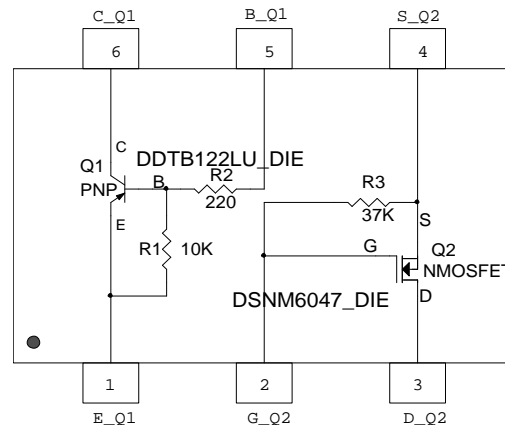 C_Q1 B_Q1 S_Q2
6 5 4
C
Q1 DDTB122LU_DIE
B R2 R3
PNP 220 37K
E S
R1 10K G Q2
NMOSFET
DSNM6047_DIE D
1 2 3
E_Q1 G_Q2 D_Q2